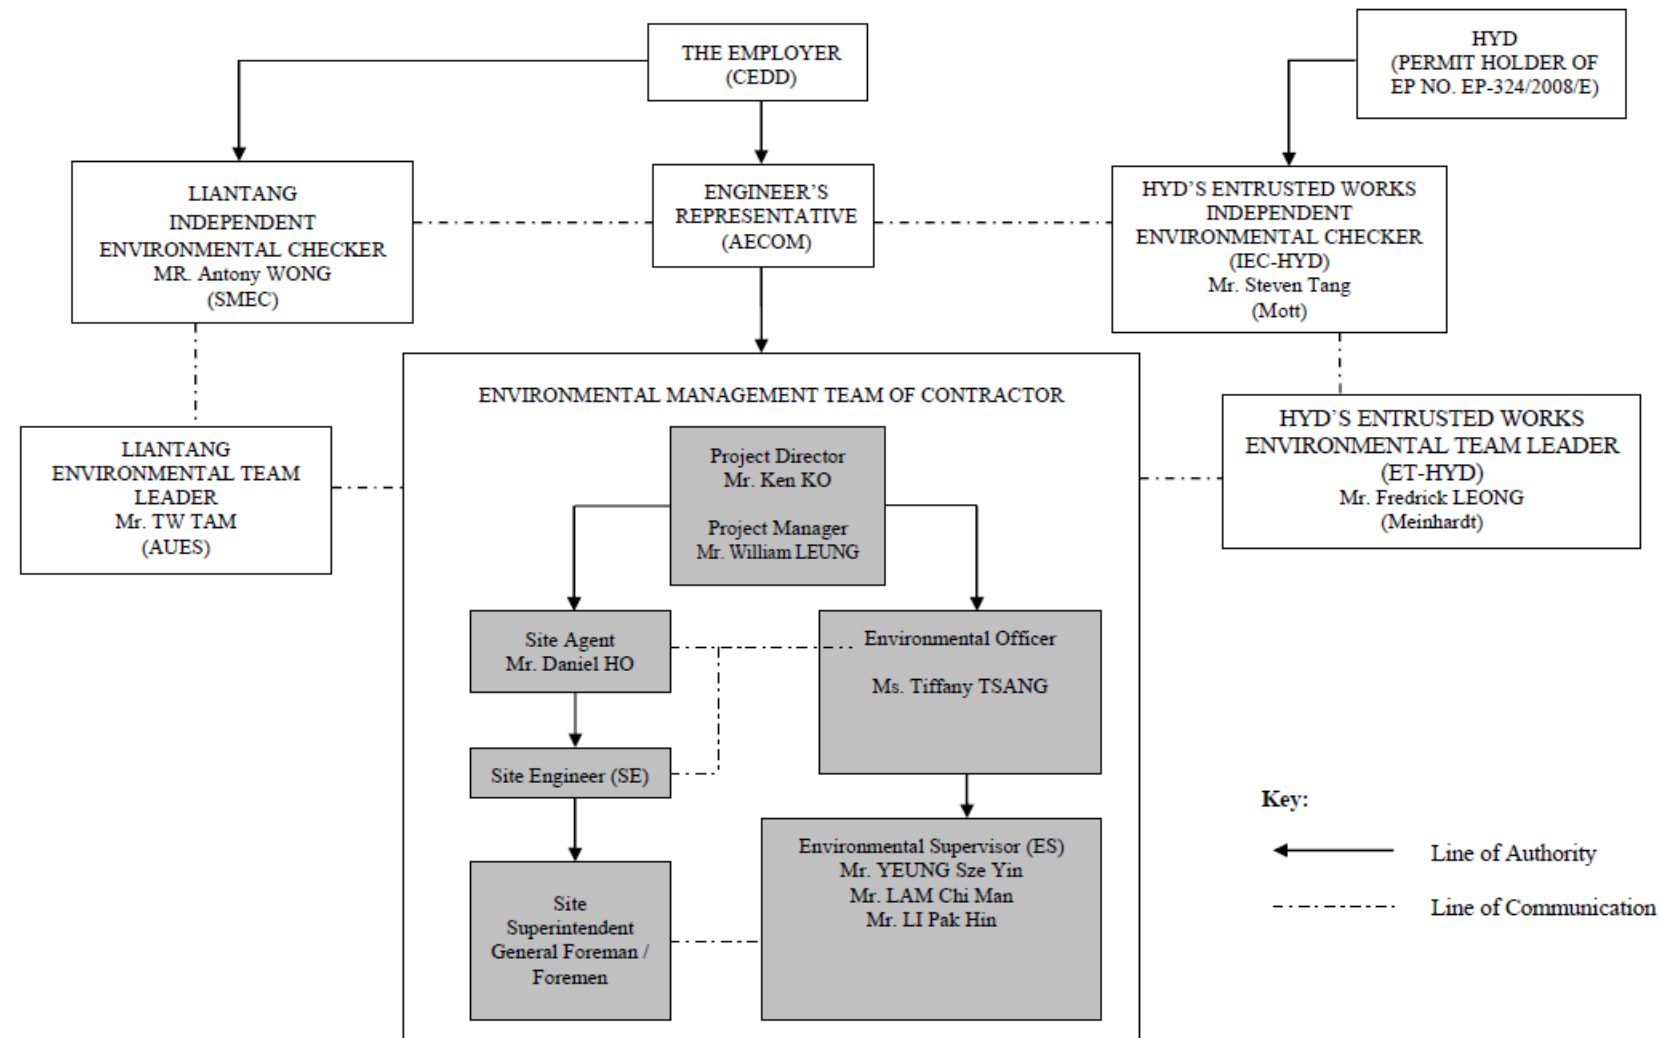 THE EMPLOYER
(CEDD)
HYD
(PERMIT HOLDER OF
EP NO. EP-324/2008/E)
LIANTANG
INDEPENDENT
ENVIRONMENTAL CHECKER
MR. Antony WONG
(SMEC)
ENGINEER'S
REPRESENTATIVE
(AECOM)
HYD'S ENTRUSTED WORKS
INDEPENDENT
ENVIRONMENTAL CHECKER
(IEC-HYD)
Mr. Steven Tang
(Mott)
ENVIRONMENTAL MANAGEMENT TEAM OF CONTRACTOR
LIANTANG
ENVIRONMENTAL TEAM
LEADER
Mr. TW TAM
(AUES)
Project Director
Mr. Ken KO
Project Manager
Mr. William LEUNG
HYD'S ENTRUSTED WORKS
ENVIRONMENTAL TEAM LEADER
(ET-HYD)
Mr. Fredrick LEONG
(Meinhardt)
Site Agent
Mr. Daniel HO
Environmental Officer
Ms. Tiffany TSANG
Site Engineer (SE)
Environmental Supervisor (ES)
Mr. YEUNG Sze Yin
Mr. LAM Chi Man
Mr. LI Pak Hin
Site
Superintendent
General Foreman /
Foremen
Key:
Line of Authority
Line of Communication